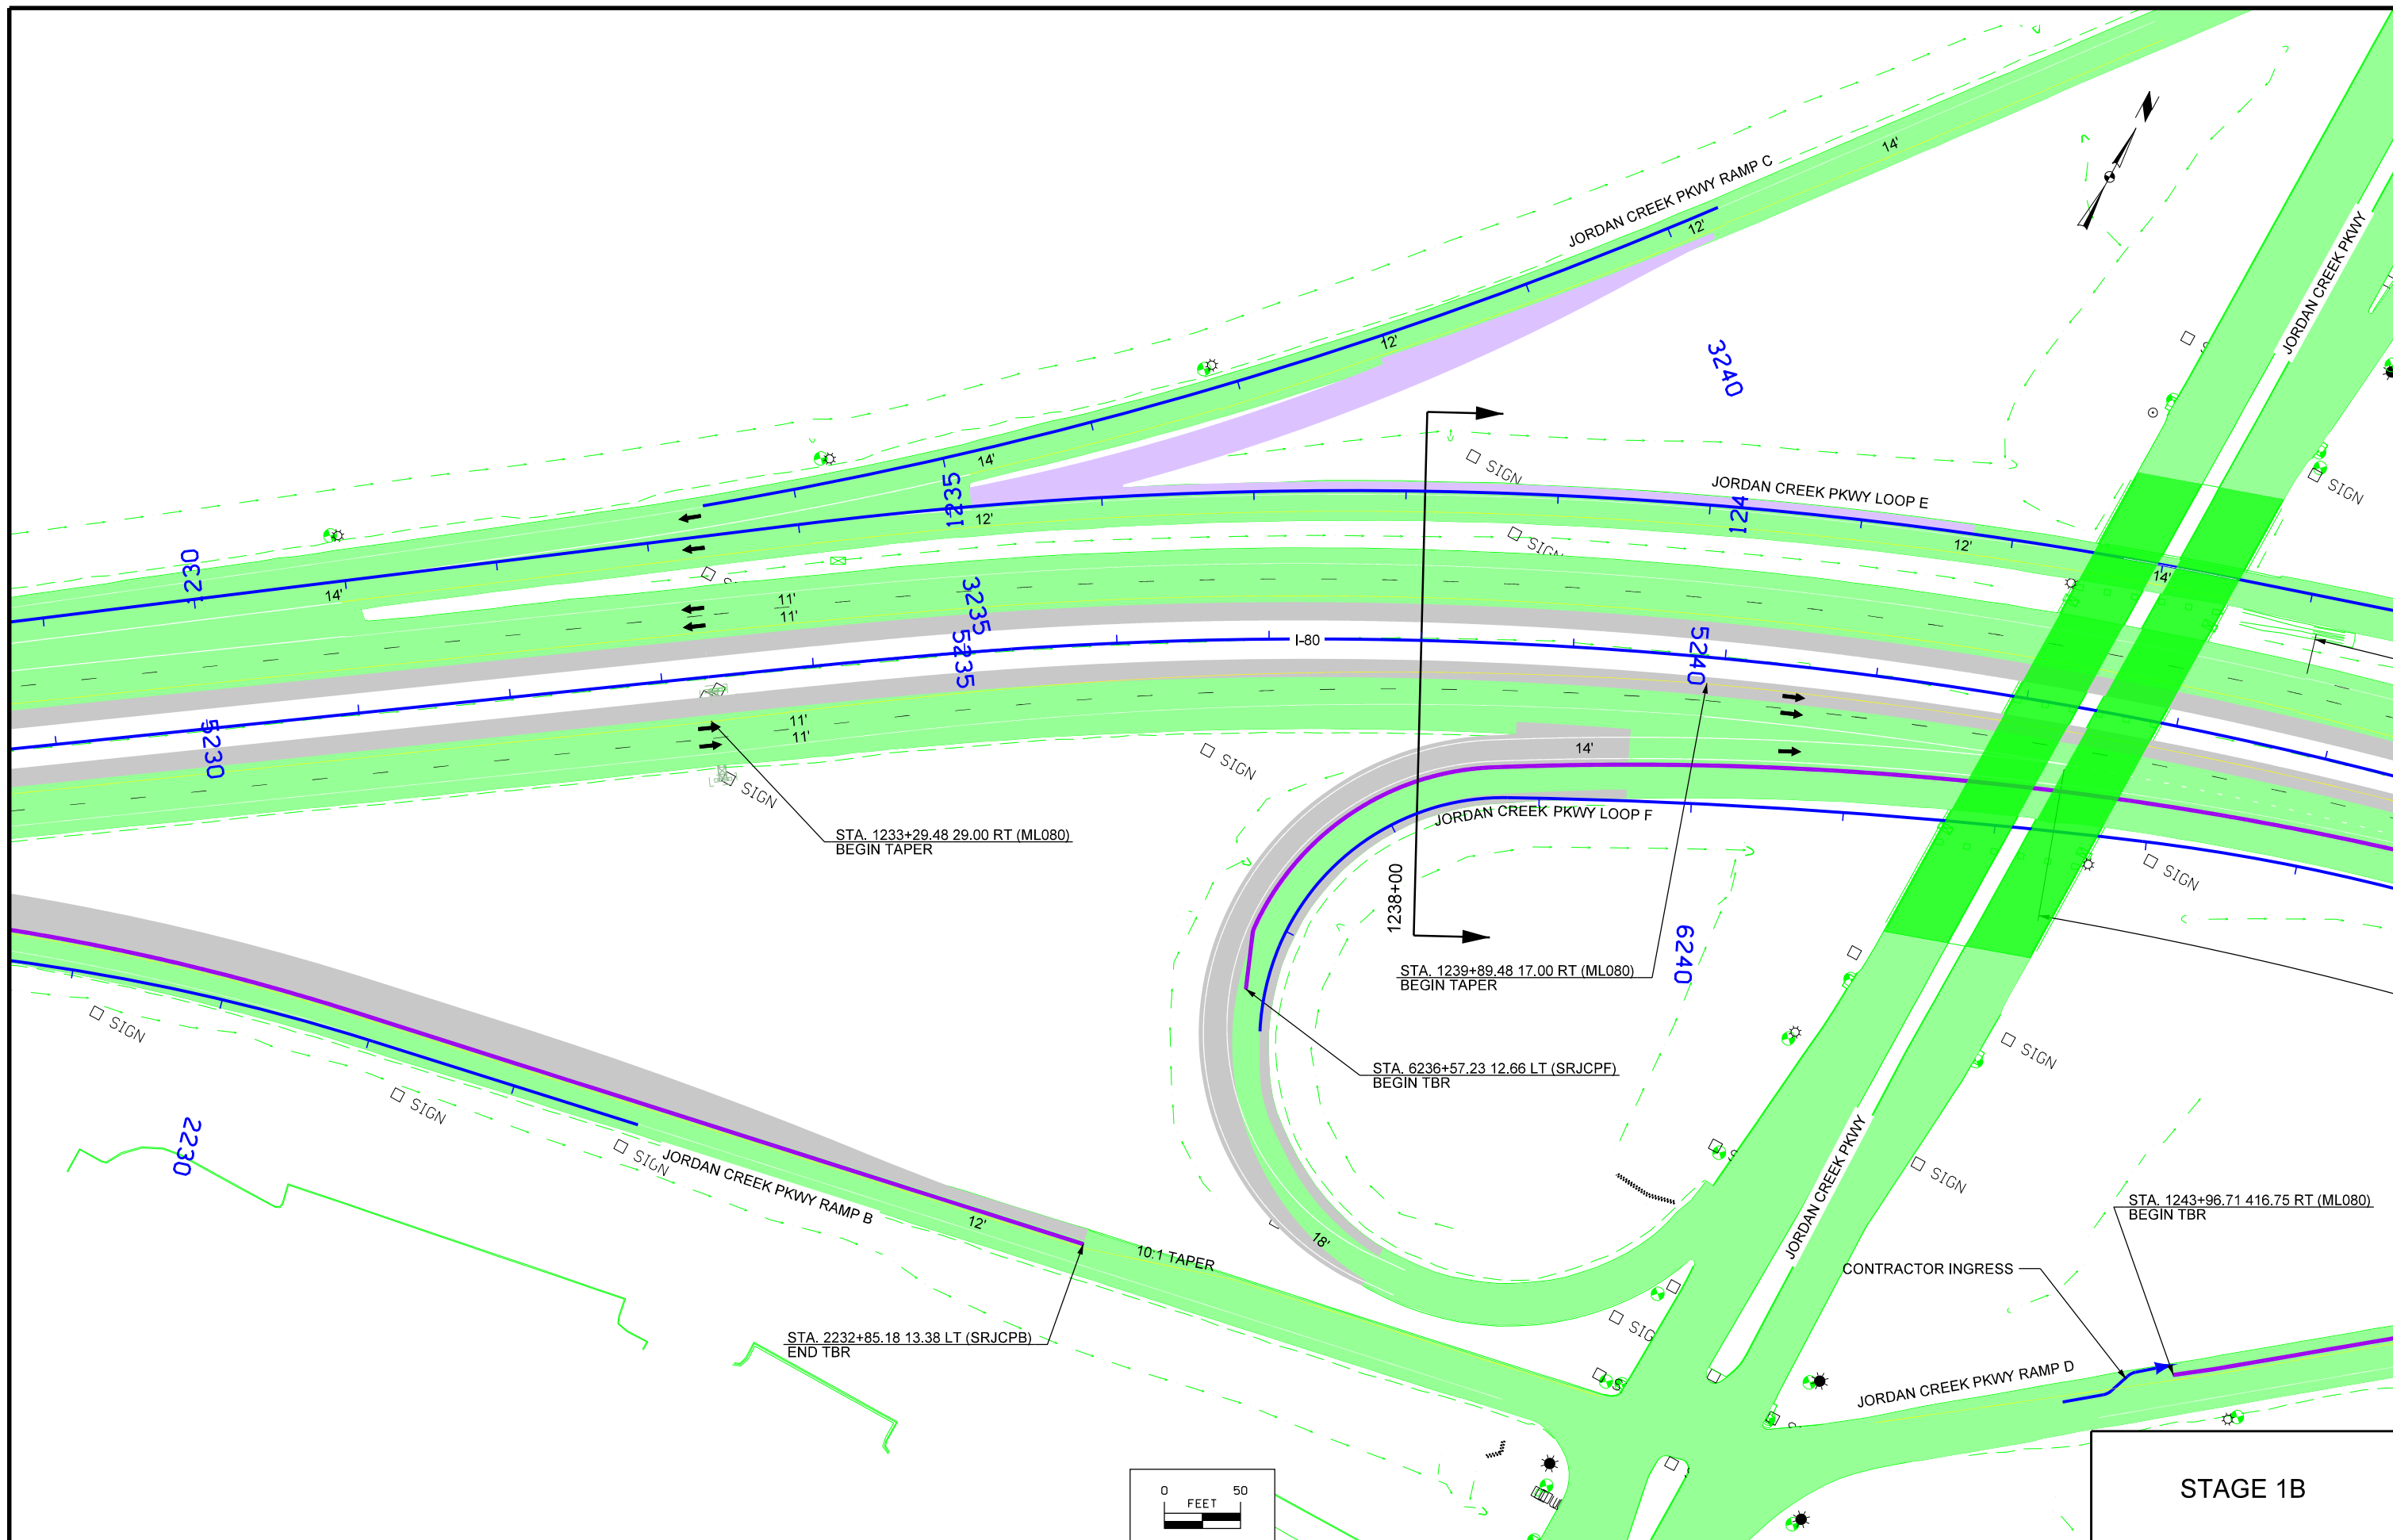 JORDAN CREEK PKWY RAMP C
14'
12'
12'
JORDAN CREEK PKWY
3240
SIGN
JORDAN CREEK PKWY LOOP E
SIGN
14'
1235
12'
124
12'
14'
1230
14'
11'
11'
3235
5235
I-80
5240
5230
11'
11'
14'
SIGN
SIGN
STA. 1233+29.48 29.00 RT (ML080)
BEGIN TAPER
JORDAN CREEK PKWY LOOP F
SIGN
1238+00
STA. 1239+89.48 17.00 RT (ML080)
BEGIN TAPER
6240
SIGN
SIGN
STA. 6236+57.23 12.66 LT (SRJCPF)
BEGIN TBR
SIGN
2230
SIGN
JORDAN CREEK PKWY RAMP B
12'
10:1 TAPER
18'
JORDAN CREEK PKWY
SIGN
STA. 1243+96.71 416.75 RT (ML080)
BEGIN TBR
CONTRACTOR INGRESS
STA. 2232+85.18 13.38 LT (SRJCPB)
END TBR
JORDAN CREEK PKWY RAMP D
0 50
FEET
STAGE 1B